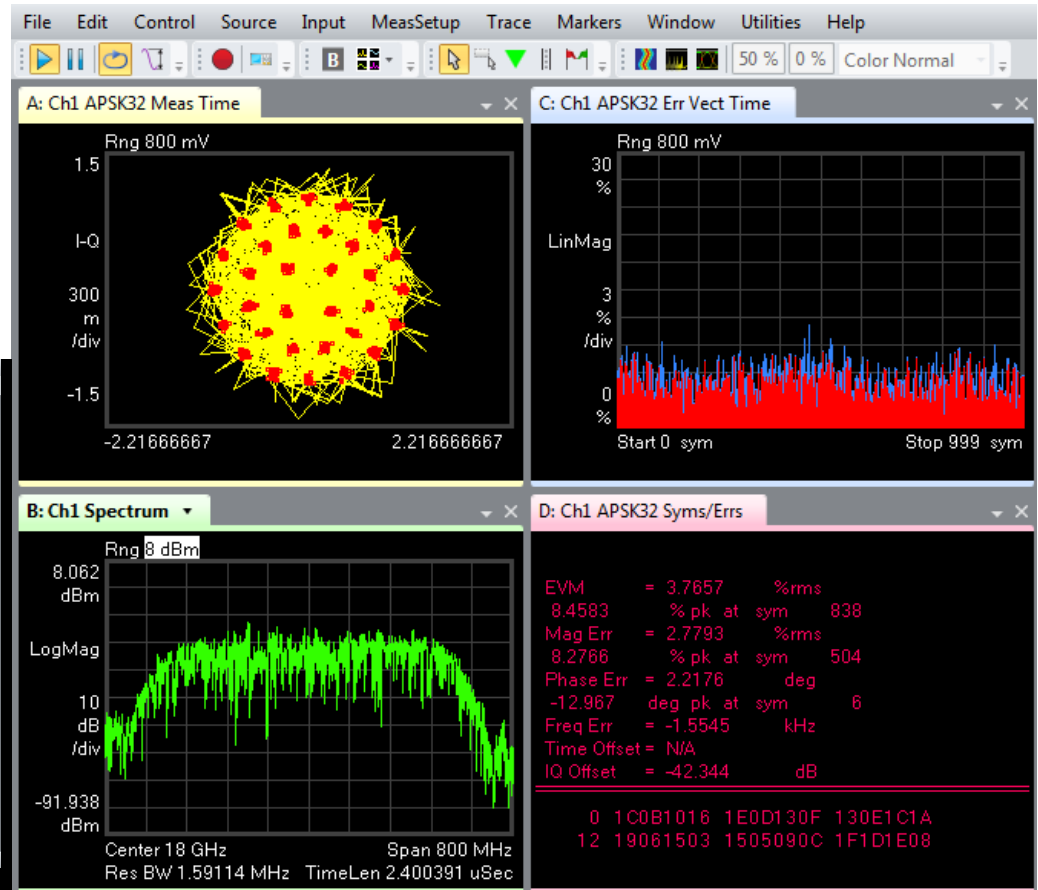 File Edit Control Source Input MeasSetup Trace Markers Window Utilities Help
B 50 % 0 % Color Normal
A: Ch1 APSK32 Meas Time
Rng 800 mV
1.5
I-Q
300
m
/div
-1.5
-2.216666667 2.216666667
C: Ch1 APSK32 Err Vect Time
Rng 800 mV
30
%
LinMag
3
%
/div
0
%
Start 0 sym Stop 999 sym
B: Ch1 Spectrum
Rng 8 dBm
8.062
dBm
LogMag
10
dB
/div
-91.938
dBm
Center 18 GHz Span 800 MHz
Res BW 1.59114 MHz TimeLen 2.400391 uSec
D: Ch1 APSK32 Syms/Errs
EVM = 3.7657 %rms
8.4583 % pk at sym 838
Mag Err = 2.7793 %rms
8.2766 % pk at sym 504
Phase Err = 2.2176 deg
-12.967 deg pk at sym 6
Freq Err = -1.5545 kHz
Time Offset = N/A
IQ Offset = -42.344 dB
0 1C0B1016 1E0D130F 130E1C1A
12 19061503 1505090C 1F1D1E08